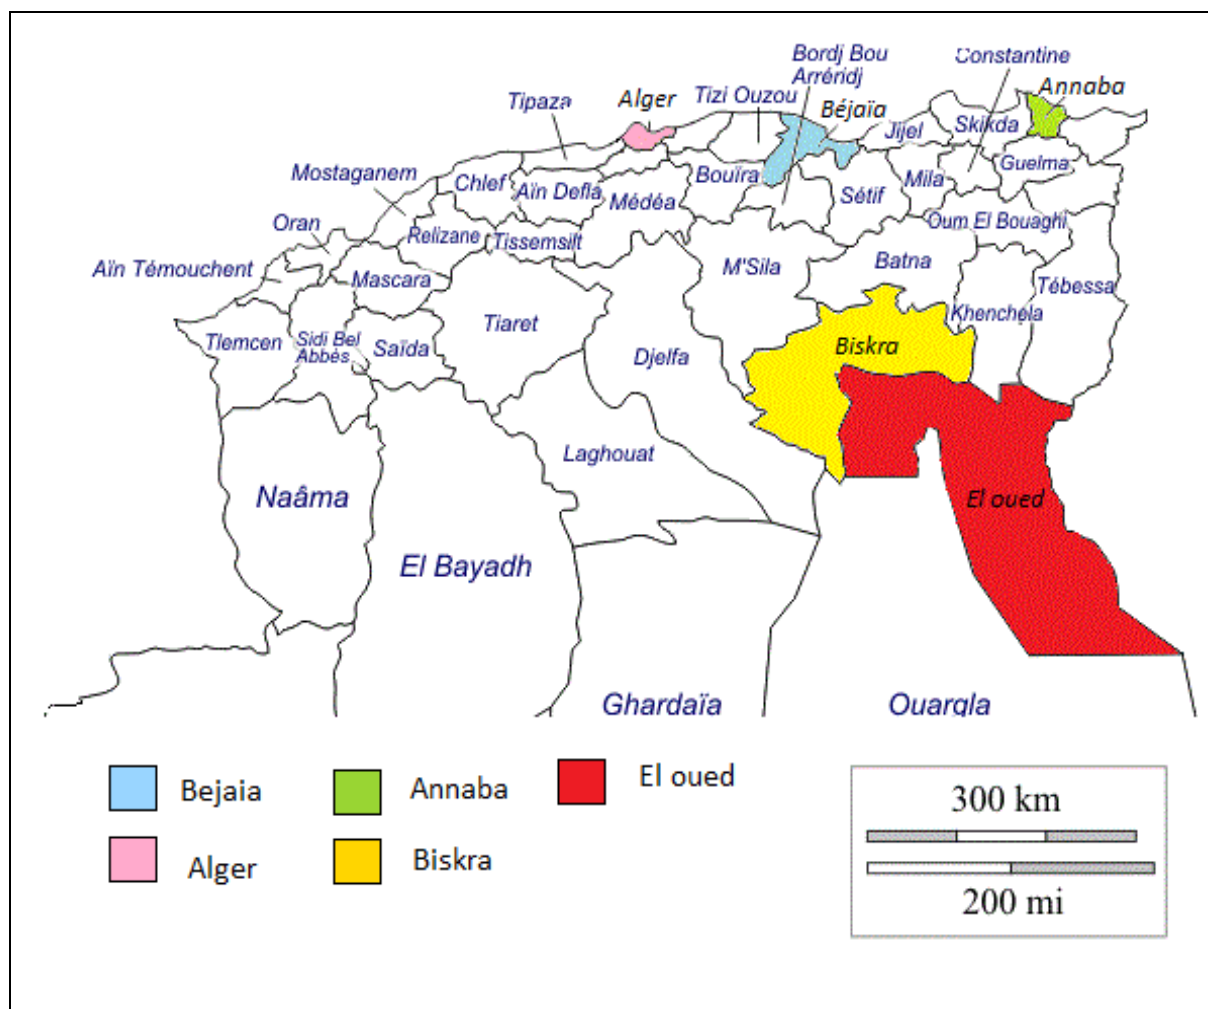 Bordj Bou
Arréridj
Constantine
Tipaza
Alger
Tizi Ouzou
Béjaïa
Annaba
Jijel
Skikda
Mostaganem
Chlef
Aïn Defla
Médéa
Bouïra
Sétif
Mila
Guelma
Oran
Relizane
Tissemsilt
Oum El Bouaghi
Aïn Témouchent
Mascara
M'Sila
Batna
Tébessa
Tlemcen
Sidi Bel
Abbès
Saïda
Tiaret
Djelfa
Biskra
Khenchela
Laghouat
Naâma
El oued
El Bayadh
Ghardaïa
Ouargla
Bejaia
Annaba
El oued
Alger
Biskra
300 km
200 mi